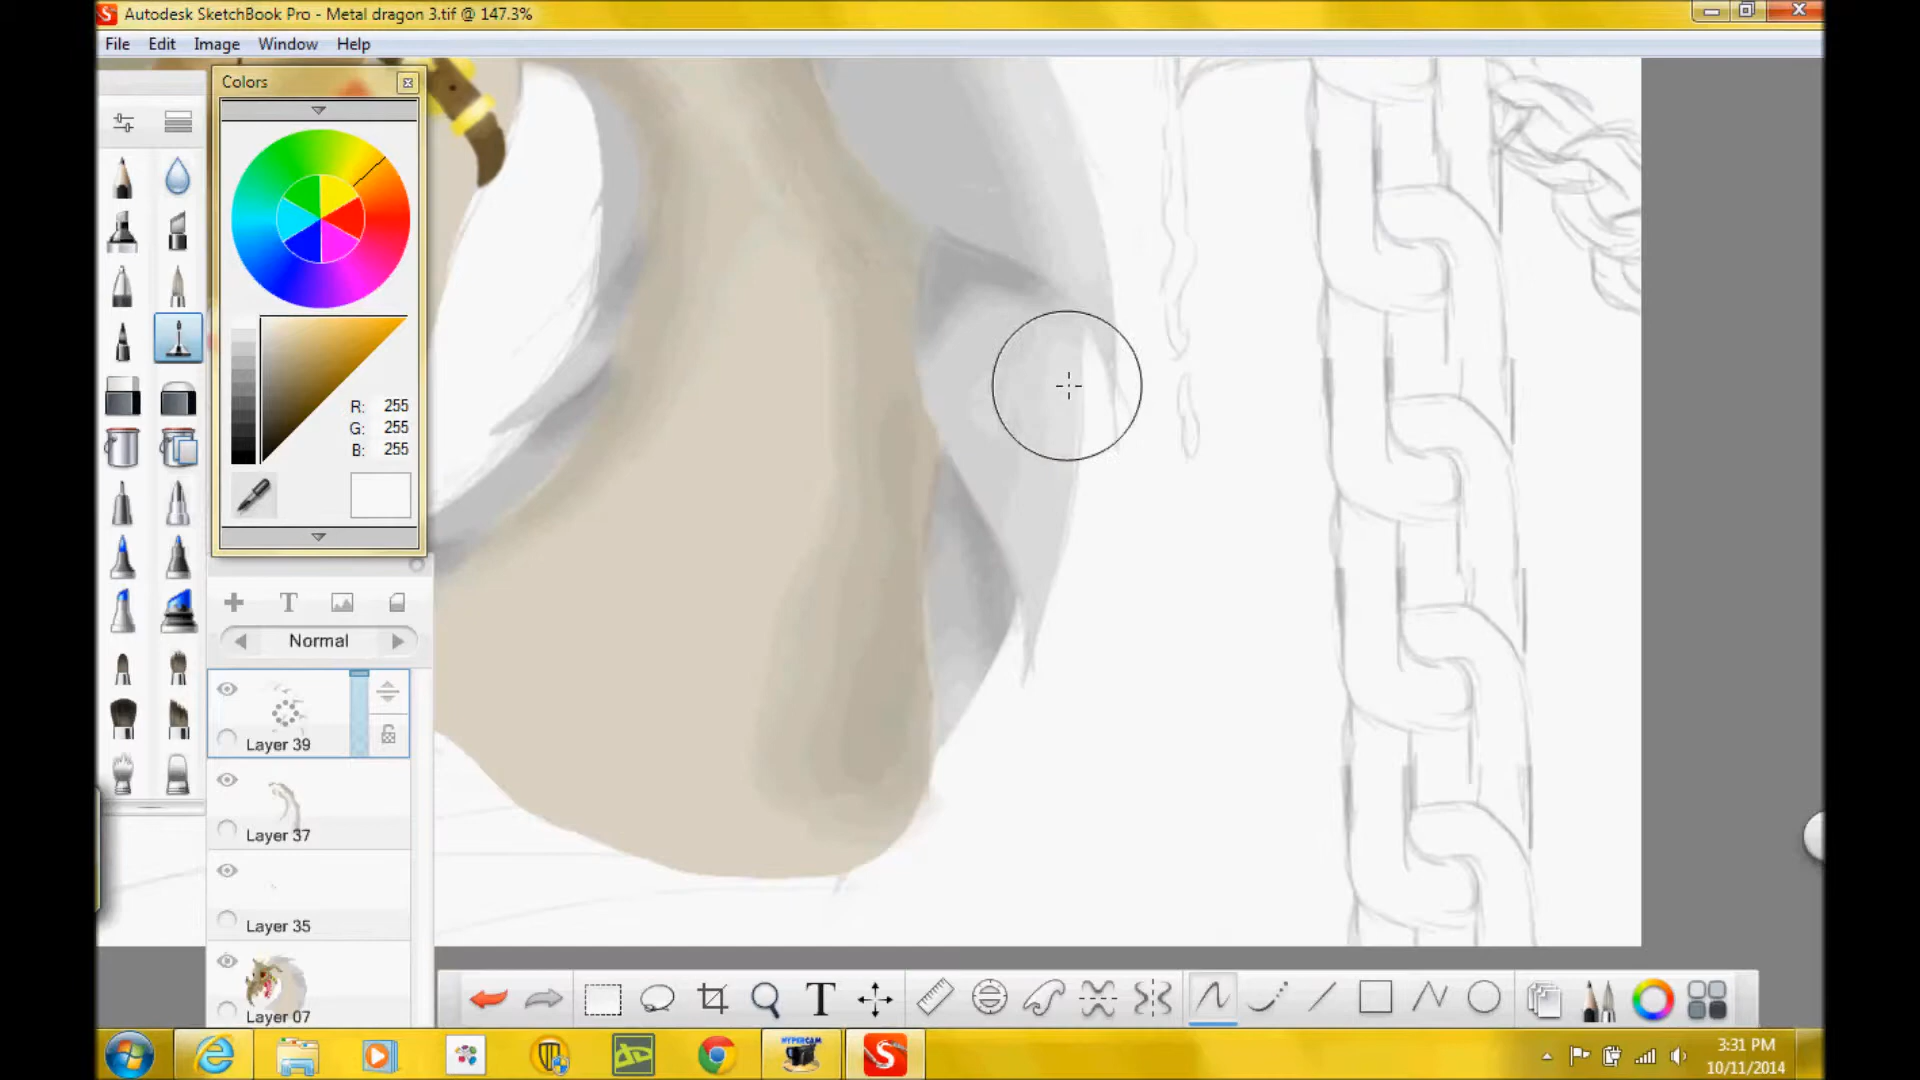 Autodesk SketchBook Pro - Metal dragon 3.tif @ 147.3%
File Edit Image Window Help
Colors
R: 255
G: 255
B: 255
T
Normal
Layer 39
Layer 37
Layer 35
Layer 07
T
HYPERCAM
3:31 PM
10/11/2014